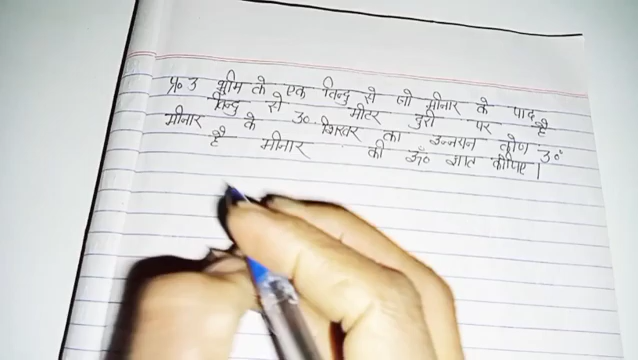 प्र० 3 भूमि के एक बिन्दु से जो मीनार के पाद
बिन्दु से 30 मीटर दुरी पर है
मीनार के शिखर का उन्नयन कोण 30°
है मीनार की ऊँ० ज्ञात कीजिए।